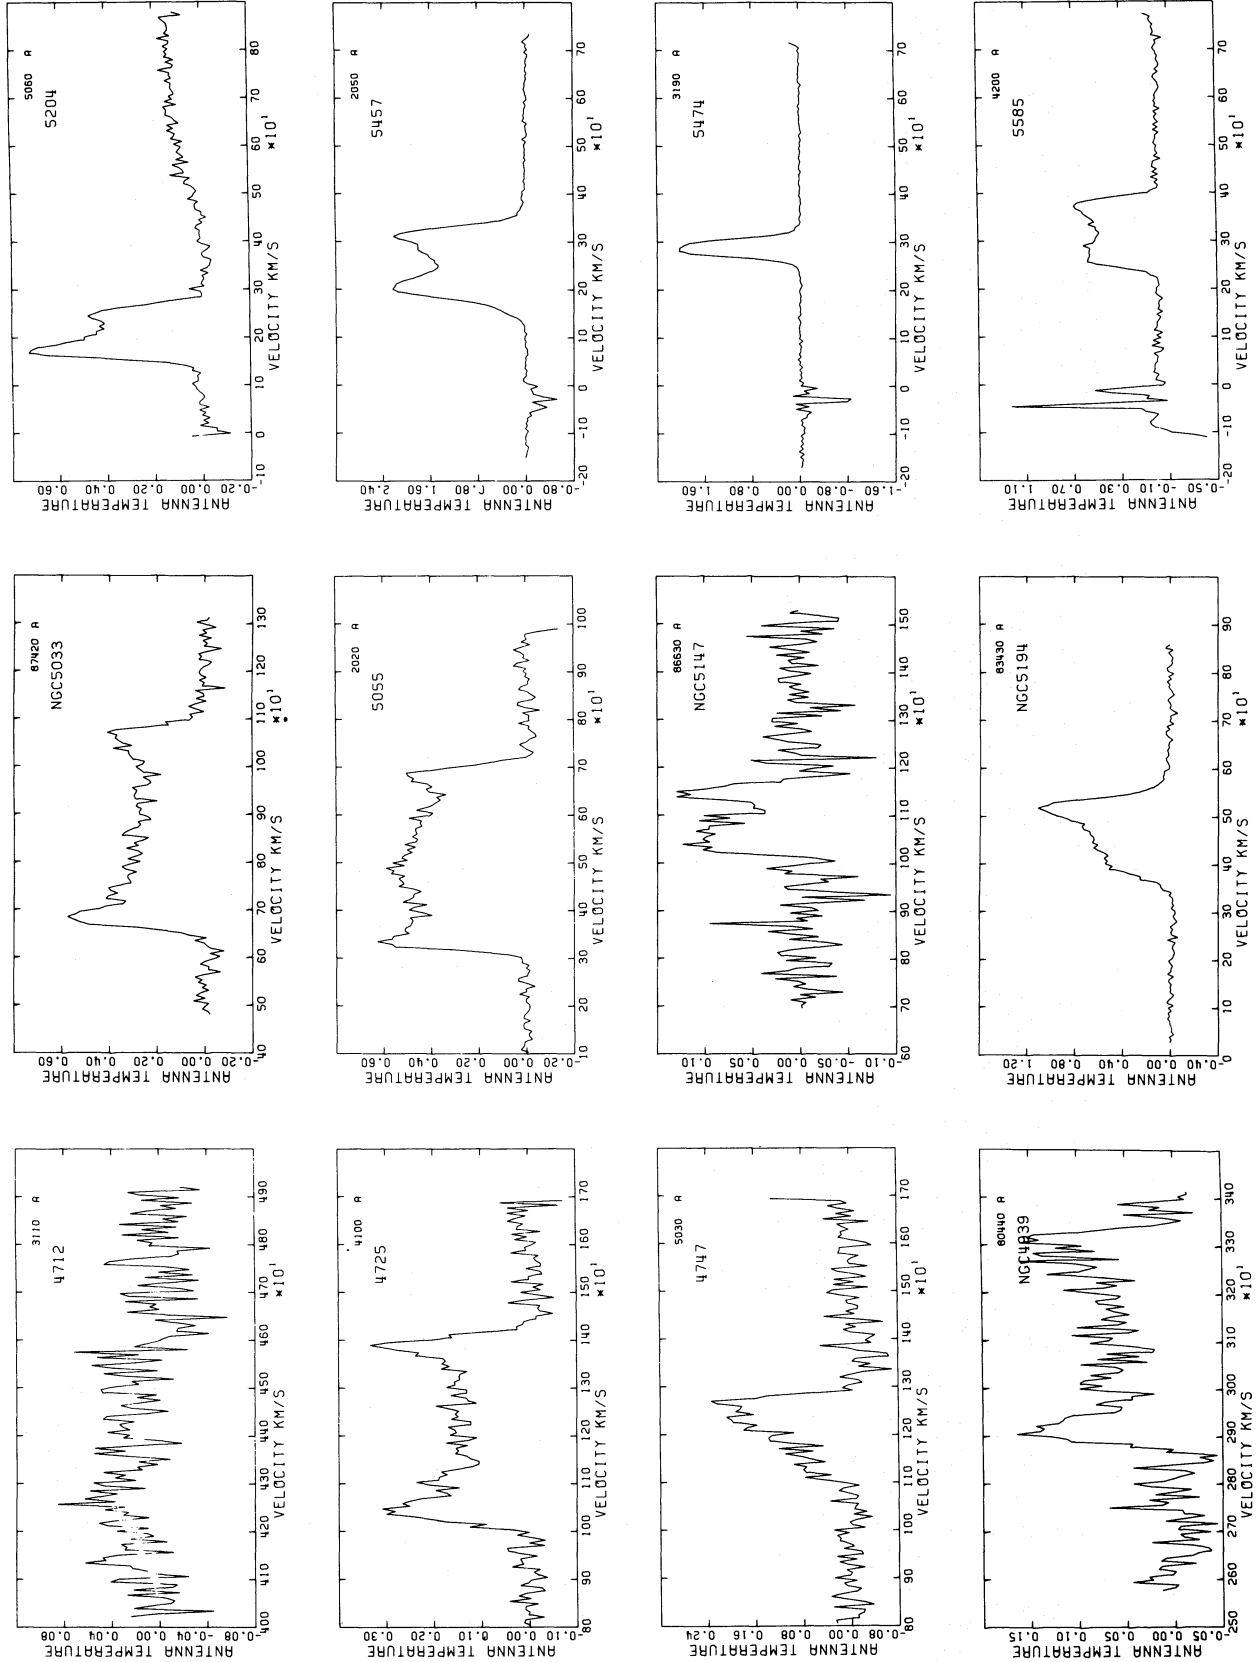 3110 A
4712
0.08
0.04
0.00
-0.04
-0.08
ANTENNA TEMPERATURE
400 410 420 430 440 450 460 470 480 490
VELOCITY KM/S *10¹
4100 A
4725
0.30
0.20
0.10
0.00
-0.10
ANTENNA TEMPERATURE
80 90 100 110 120 130 140 150 160 170
VELOCITY KM/S *10¹
5030 A
4747
0.24
0.16
0.08
0.00
-0.08
ANTENNA TEMPERATURE
80 90 100 110 120 130 140 150 160 170
VELOCITY KM/S *10¹
80440 A
NGC4939
0.15
0.10
0.05
0.00
-0.05
ANTENNA TEMPERATURE
250 260 270 280 290 300 310 320 330 340
VELOCITY KM/S *10¹
87420 A
NGC5033
0.60
0.40
0.20
0.00
-0.20
ANTENNA TEMPERATURE
40 50 60 70 80 90 100 110 120 130
VELOCITY KM/S *10¹
2020 A
5055
0.60
0.40
0.20
0.00
-0.20
ANTENNA TEMPERATURE
10 20 30 40 50 60 70 80 90 100
VELOCITY KM/S *10¹
86630 A
NGC5147
0.10
0.05
0.00
-0.05
-0.10
ANTENNA TEMPERATURE
60 70 80 90 100 110 120 130 140 150
VELOCITY KM/S *10¹
83430 A
NGC5194
1.20
0.80
0.40
0.00
-0.40
ANTENNA TEMPERATURE
0 10 20 30 40 50 60 70 80 90
VELOCITY KM/S *10¹
5060 A
5204
0.60
0.40
0.20
0.00
-0.20
ANTENNA TEMPERATURE
-10 0 10 20 30 40 50 60 70 80
VELOCITY KM/S *10¹
2050 A
5457
2.40
1.60
0.80
0.00
-0.80
ANTENNA TEMPERATURE
-20 -10 0 10 20 30 40 50 60 70
VELOCITY KM/S *10¹
3190 A
5474
1.60
0.80
0.00
-0.80
-1.60
ANTENNA TEMPERATURE
-20 -10 0 10 20 30 40 50 60 70
VELOCITY KM/S *10¹
4200 A
5585
1.10
0.70
0.30
-0.10
-0.50
ANTENNA TEMPERATURE
-20 -10 0 10 20 30 40 50 60 70
VELOCITY KM/S *10¹